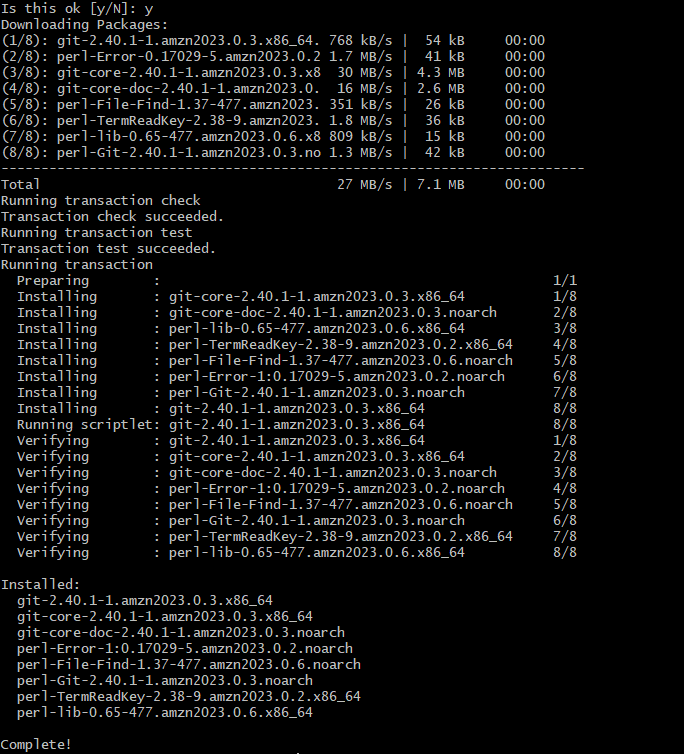 Is this ok [y/N]: y
Downloading Packages:
(1/8): git-2.40.1-1.amzn2023.0.3.x86_64. 768 kB/s |  54 kB     00:00
(2/8): perl-Error-0.17029-5.amzn2023.0.2 1.7 MB/s |  41 kB     00:00
(3/8): git-core-2.40.1-1.amzn2023.0.3.x8  30 MB/s | 4.3 MB     00:00
(4/8): git-core-doc-2.40.1-1.amzn2023.0.  16 MB/s | 2.6 MB     00:00
(5/8): perl-File-Find-1.37-477.amzn2023. 351 kB/s |  26 kB     00:00
(6/8): perl-TermReadKey-2.38-9.amzn2023. 1.8 MB/s |  36 kB     00:00
(7/8): perl-lib-0.65-477.amzn2023.0.6.x8 809 kB/s |  15 kB     00:00
(8/8): perl-Git-2.40.1-1.amzn2023.0.3.no 1.3 MB/s |  42 kB     00:00
-------------------------------------------------------------------------
Total                                     27 MB/s | 7.1 MB     00:00
Running transaction check
Transaction check succeeded.
Running transaction test
Transaction test succeeded.
Running transaction
  Preparing        :                                                 1/1
  Installing       : git-core-2.40.1-1.amzn2023.0.3.x86_64           1/8
  Installing       : git-core-doc-2.40.1-1.amzn2023.0.3.noarch       2/8
  Installing       : perl-lib-0.65-477.amzn2023.0.6.x86_64           3/8
  Installing       : perl-TermReadKey-2.38-9.amzn2023.0.2.x86_64     4/8
  Installing       : perl-File-Find-1.37-477.amzn2023.0.6.noarch     5/8
  Installing       : perl-Error-1:0.17029-5.amzn2023.0.2.noarch      6/8
  Installing       : perl-Git-2.40.1-1.amzn2023.0.3.noarch           7/8
  Installing       : git-2.40.1-1.amzn2023.0.3.x86_64                8/8
  Running scriptlet: git-2.40.1-1.amzn2023.0.3.x86_64                8/8
  Verifying        : git-2.40.1-1.amzn2023.0.3.x86_64                1/8
  Verifying        : git-core-2.40.1-1.amzn2023.0.3.x86_64           2/8
  Verifying        : git-core-doc-2.40.1-1.amzn2023.0.3.noarch       3/8
  Verifying        : perl-Error-1:0.17029-5.amzn2023.0.2.noarch      4/8
  Verifying        : perl-File-Find-1.37-477.amzn2023.0.6.noarch     5/8
  Verifying        : perl-Git-2.40.1-1.amzn2023.0.3.noarch           6/8
  Verifying        : perl-TermReadKey-2.38-9.amzn2023.0.2.x86_64     7/8
  Verifying        : perl-lib-0.65-477.amzn2023.0.6.x86_64           8/8

Installed:
  git-2.40.1-1.amzn2023.0.3.x86_64
  git-core-2.40.1-1.amzn2023.0.3.x86_64
  git-core-doc-2.40.1-1.amzn2023.0.3.noarch
  perl-Error-1:0.17029-5.amzn2023.0.2.noarch
  perl-File-Find-1.37-477.amzn2023.0.6.noarch
  perl-Git-2.40.1-1.amzn2023.0.3.noarch
  perl-TermReadKey-2.38-9.amzn2023.0.2.x86_64
  perl-lib-0.65-477.amzn2023.0.6.x86_64

Complete!